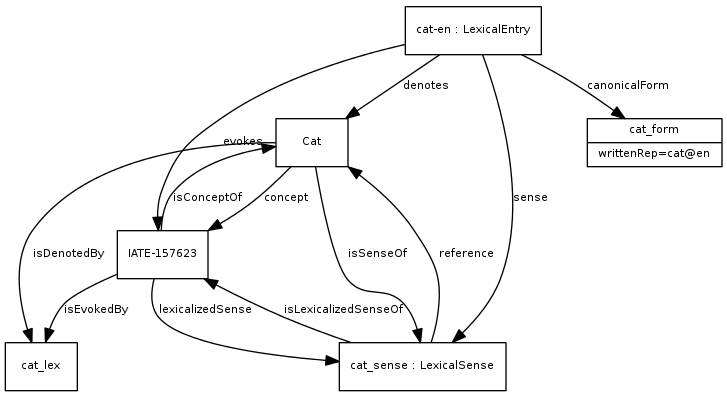 cat-en : LexicalEntry
denotes
canonicalForm
evokes
Cat
cat_form
writtenRep=cat@en
isConceptOf
concept
sense
isDenotedBy
IATE-157623
isSenseOf
reference
isEvokedBy
lexicalizedSense
isLexicalizedSenseOf
cat_lex
cat_sense : LexicalSense